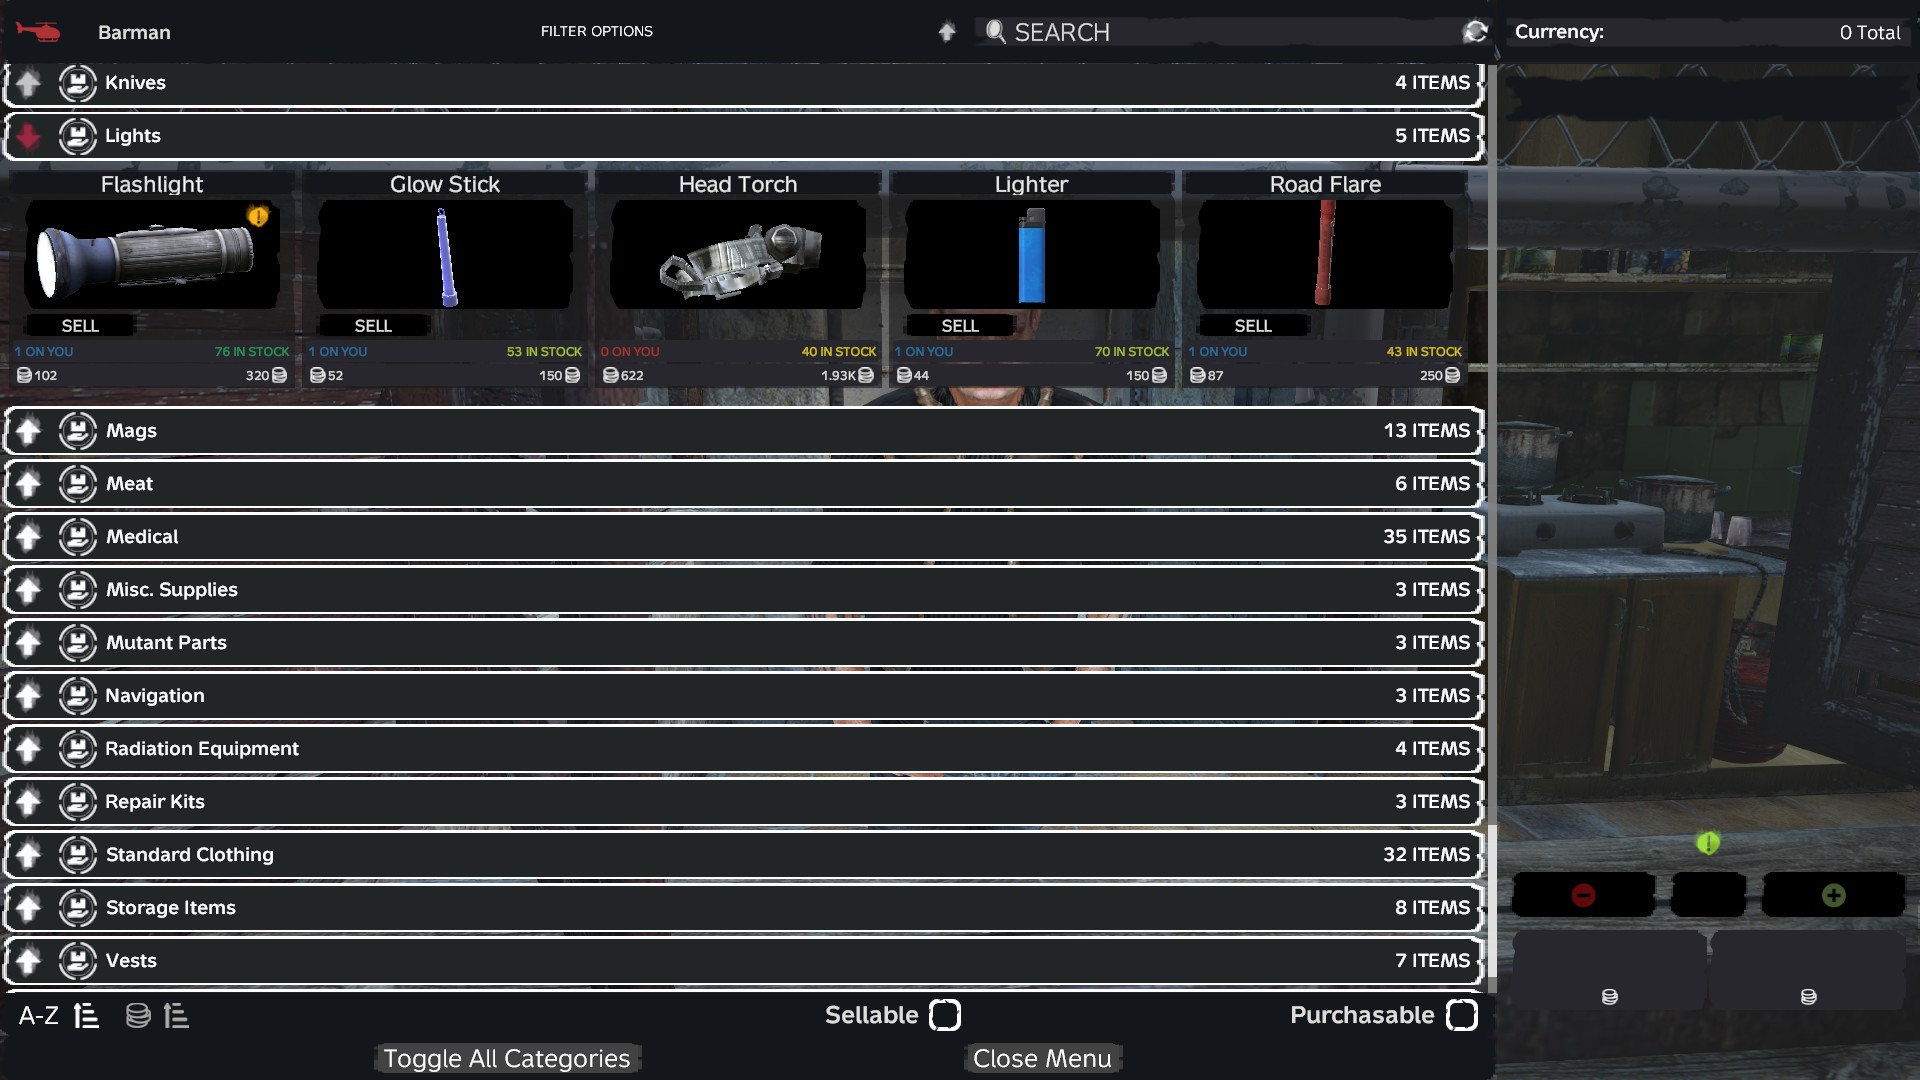 Barman
FILTER OPTIONS
SEARCH
Currency:
0 Total
Knives
4 ITEMS
Lights
5 ITEMS
Flashlight
Glow Stick
Head Torch
Lighter
Road Flare
SELL
SELL
SELL
SELL
1 ON YOU
76 IN STOCK
1 ON YOU
53 IN STOCK
0 ON YOU
40 IN STOCK
1 ON YOU
70 IN STOCK
1 ON YOU
43 IN STOCK
102
320
52
150
622
1.93K
44
150
87
250
Mags
13 ITEMS
Meat
6 ITEMS
Medical
35 ITEMS
Misc. Supplies
3 ITEMS
Mutant Parts
3 ITEMS
Navigation
3 ITEMS
Radiation Equipment
4 ITEMS
Repair Kits
3 ITEMS
Standard Clothing
32 ITEMS
Storage Items
8 ITEMS
Vests
7 ITEMS
A-Z
Sellable
Purchasable
Toggle All Categories
Close Menu